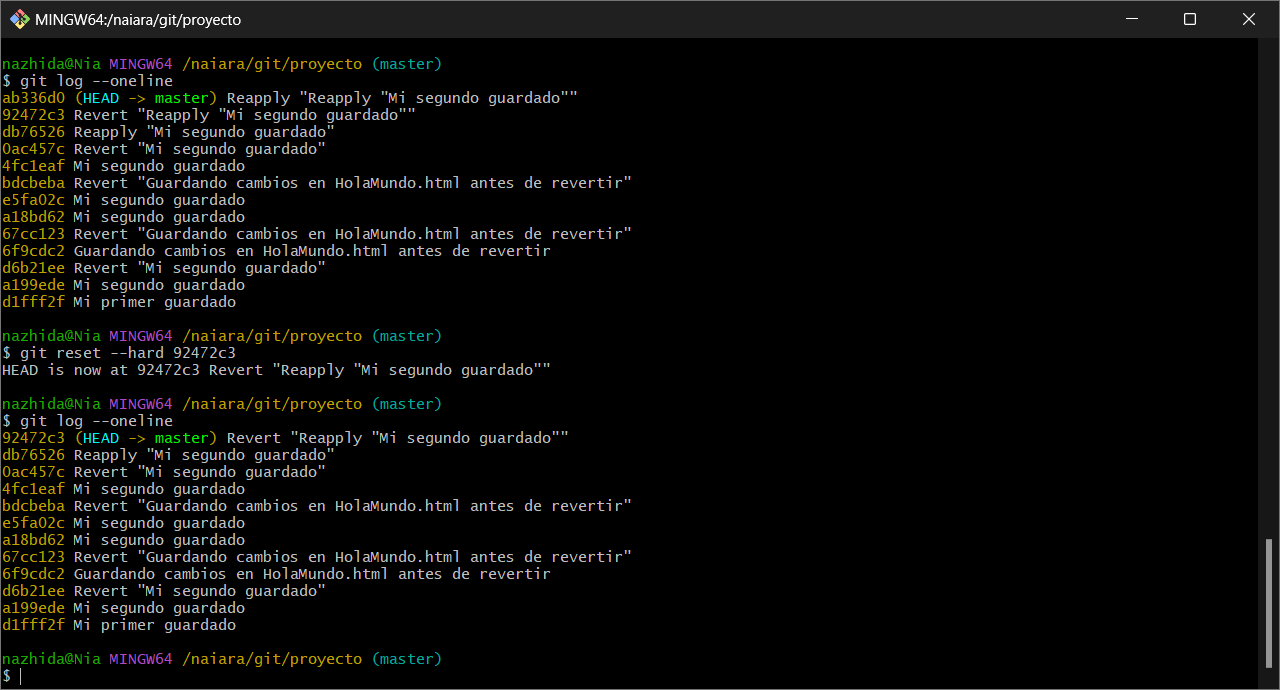 MINGW64:/naiara/git/proyecto
nazhida@Nia MINGW64 /naiara/git/proyecto (master)
$ git log --oneline
ab336d0 (HEAD -> master) Reapply "Reapply "Mi segundo guardado""
92472c3 Revert "Reapply "Mi segundo guardado""
db76526 Reapply "Mi segundo guardado"
0ac457c Revert "Mi segundo guardado"
4fc1eaf Mi segundo guardado
bdcbeba Revert "Guardando cambios en HolaMundo.html antes de revertir"
e5fa02c Mi segundo guardado
a18bd62 Mi segundo guardado
67cc123 Revert "Guardando cambios en HolaMundo.html antes de revertir"
6f9cdc2 Guardando cambios en HolaMundo.html antes de revertir
d6b21ee Revert "Mi segundo guardado"
a199ede Mi segundo guardado
d1fff2f Mi primer guardado
nazhida@Nia MINGW64 /naiara/git/proyecto (master)
$ git reset --hard 92472c3
HEAD is now at 92472c3 Revert "Reapply "Mi segundo guardado""
nazhida@Nia MINGW64 /naiara/git/proyecto (master)
$ git log --oneline
92472c3 (HEAD -> master) Revert "Reapply "Mi segundo guardado""
db76526 Reapply "Mi segundo guardado"
0ac457c Revert "Mi segundo guardado"
4fc1eaf Mi segundo guardado
bdcbeba Revert "Guardando cambios en HolaMundo.html antes de revertir"
e5fa02c Mi segundo guardado
a18bd62 Mi segundo guardado
67cc123 Revert "Guardando cambios en HolaMundo.html antes de revertir"
6f9cdc2 Guardando cambios en HolaMundo.html antes de revertir
d6b21ee Revert "Mi segundo guardado"
a199ede Mi segundo guardado
d1fff2f Mi primer guardado
nazhida@Nia MINGW64 /naiara/git/proyecto (master)
$